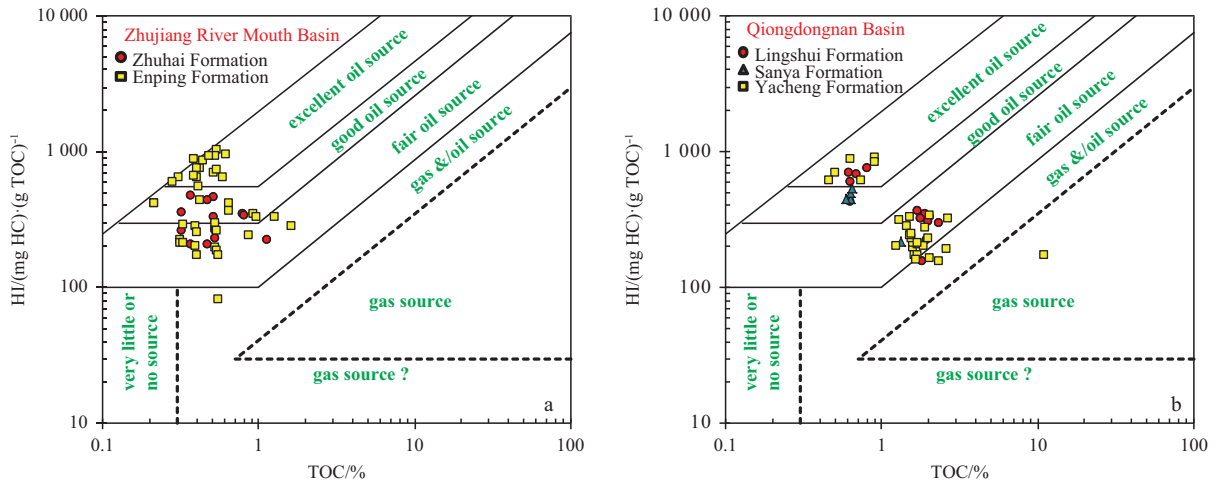 10 000
1 000
100
10
HI/(mg HC)·(g TOC)⁻¹
Zhujiang River Mouth Basin
Zhuhai Formation
Enping Formation
excellent oil source
good oil source
fair oil source
gas &/oil source
gas source
gas source ?
very little or
no source
a
0.1
1
10
100
TOC/%
10 000
1 000
100
10
HI/(mg HC)·(g TOC)⁻¹
Qiongdongnan Basin
Lingshui Formation
Sanya Formation
Yacheng Formation
excellent oil source
good oil source
fair oil source
gas &/oil source
gas source
gas source ?
very little or
no source
b
0.1
1
10
100
TOC/%